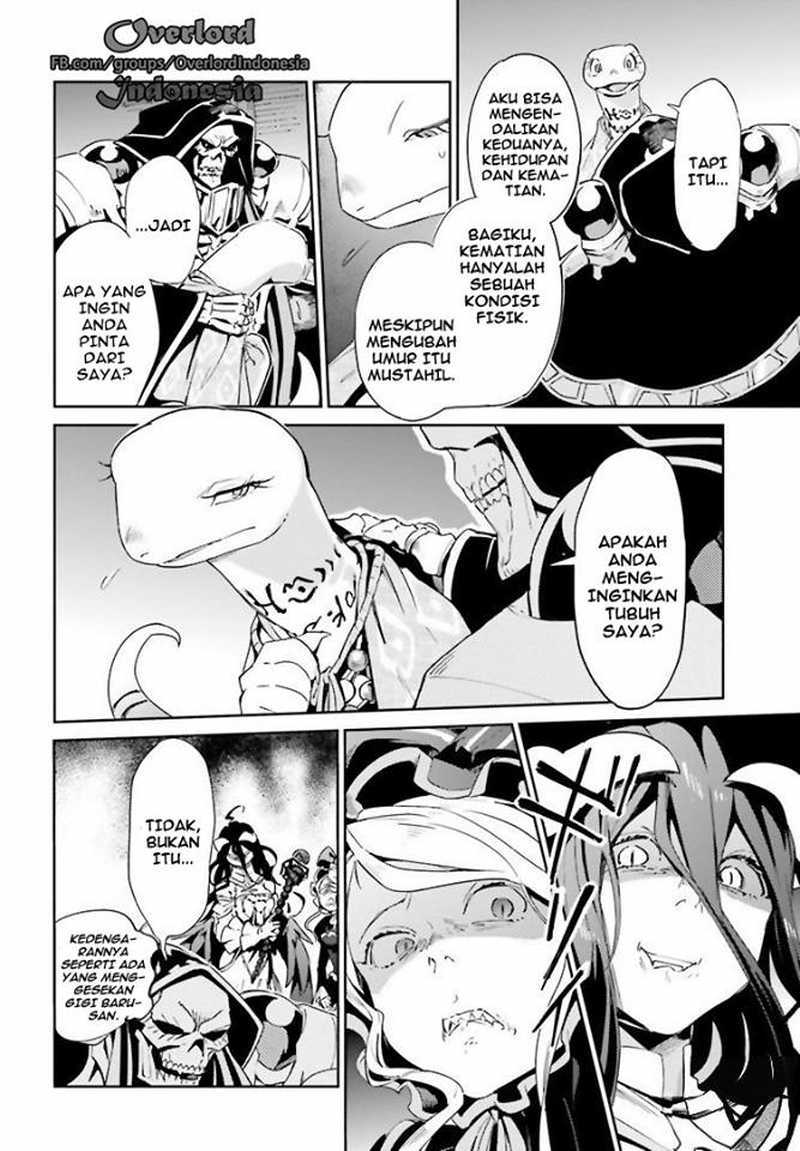 Overlord
FB.com/groups/OverlordIndonesia
Indonesia
TAPI
ITU...
AKU BISA
MENGEN-
DALIKAN
KEDUANYA,
KEHIDUPAN
DAN KEMA-
TIAN.
BAGIKU,
KEMATIAN
HANYALAH
SEBUAH
KONDISI
FISIK.
MESKIPUN
MENGUBAH
UMUR ITU
MUSTAHIL.
...JADI
APA YANG
INGIN
ANDA
PINTA
DARI
SAYA?
APAKAH
ANDA
MENG-
INGINKAN
TUBUH
SAYA?
TIDAK,
BUKAN
ITU...
KEDENGA-
RANNYA
SEPERTI ADA
YANG MENG-
GESEKAN
GIGI BARU-
SAN.